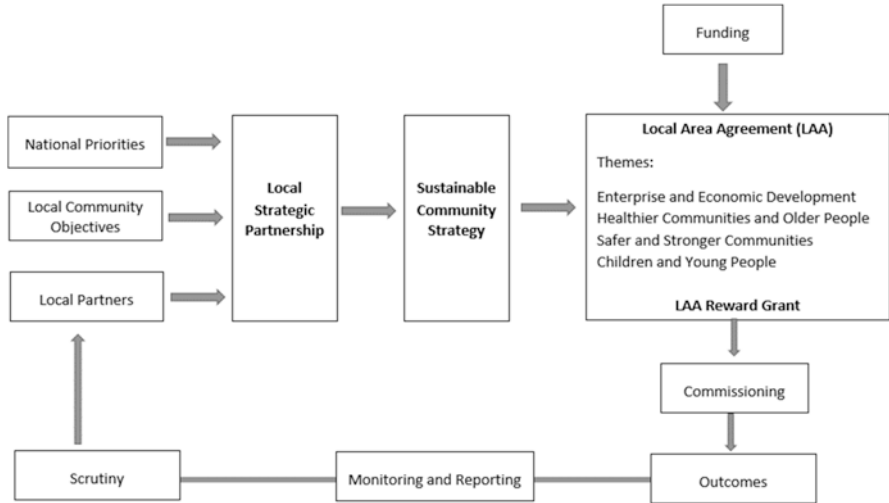 Funding
National Priorities
Local Community
Objectives
Local Partners
Local
Strategic
Partnership
Sustainable
Community
Strategy
Local Area Agreement (LAA)
Themes:
Enterprise and Economic Development
Healthier Communities and Older People
Safer and Stronger Communities
Children and Young People
LAA Reward Grant
Commissioning
Outcomes
Monitoring and Reporting
Scrutiny